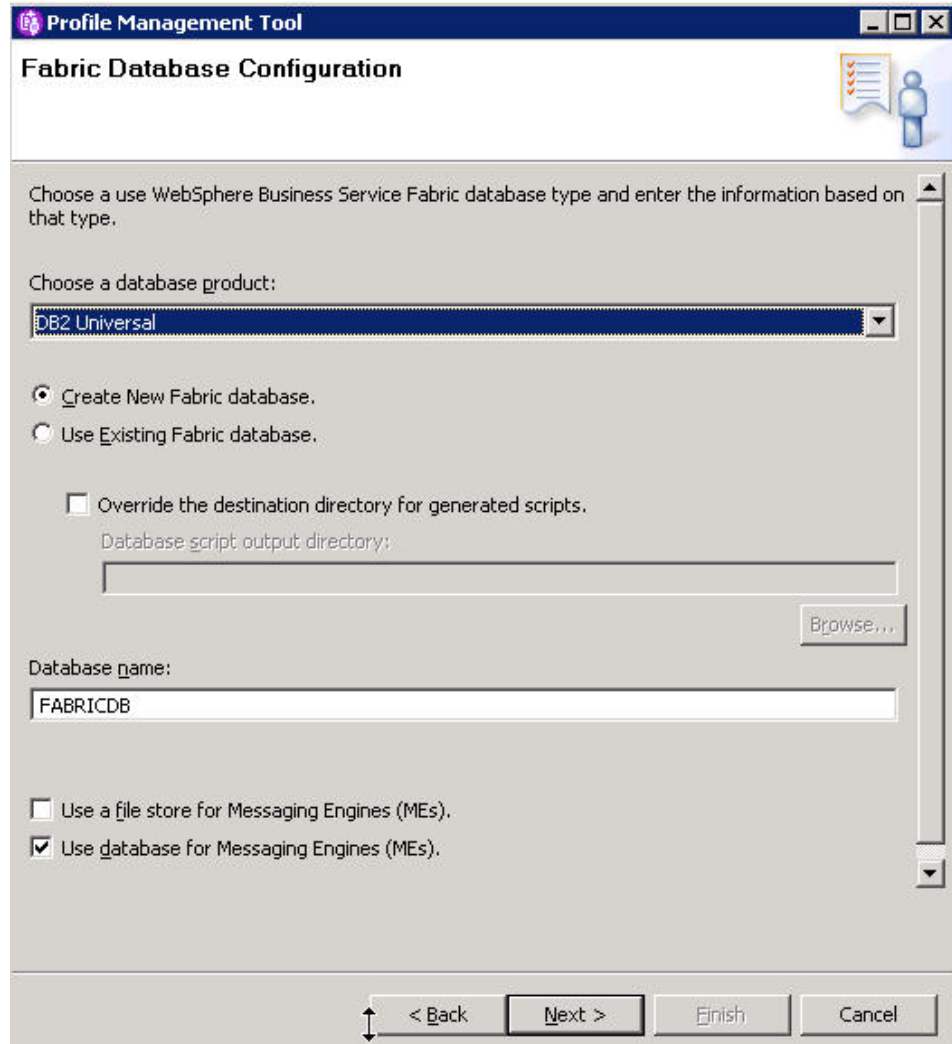 Profile Management Tool
Fabric Database Configuration
Choose a use WebSphere Business Service Fabric database type and enter the information based on
that type.
Choose a database product:
DB2 Universal
Create New Fabric database.
Use Existing Fabric database.
Override the destination directory for generated scripts.
Database script output directory:
Browse...
Database name:
FABRICDB
Use a file store for Messaging Engines (MEs).
Use database for Messaging Engines (MEs).
< Back Next > Finish Cancel